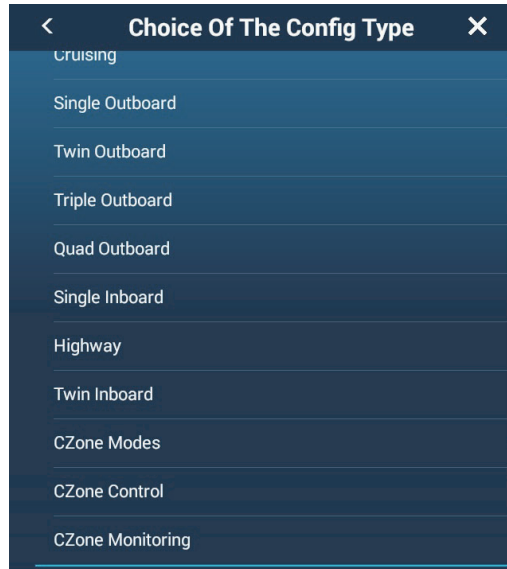 Choice Of The Config Type
Cruising
Single Outboard
Twin Outboard
Triple Outboard
Quad Outboard
Single Inboard
Highway
Twin Inboard
CZone Modes
CZone Control
CZone Monitoring